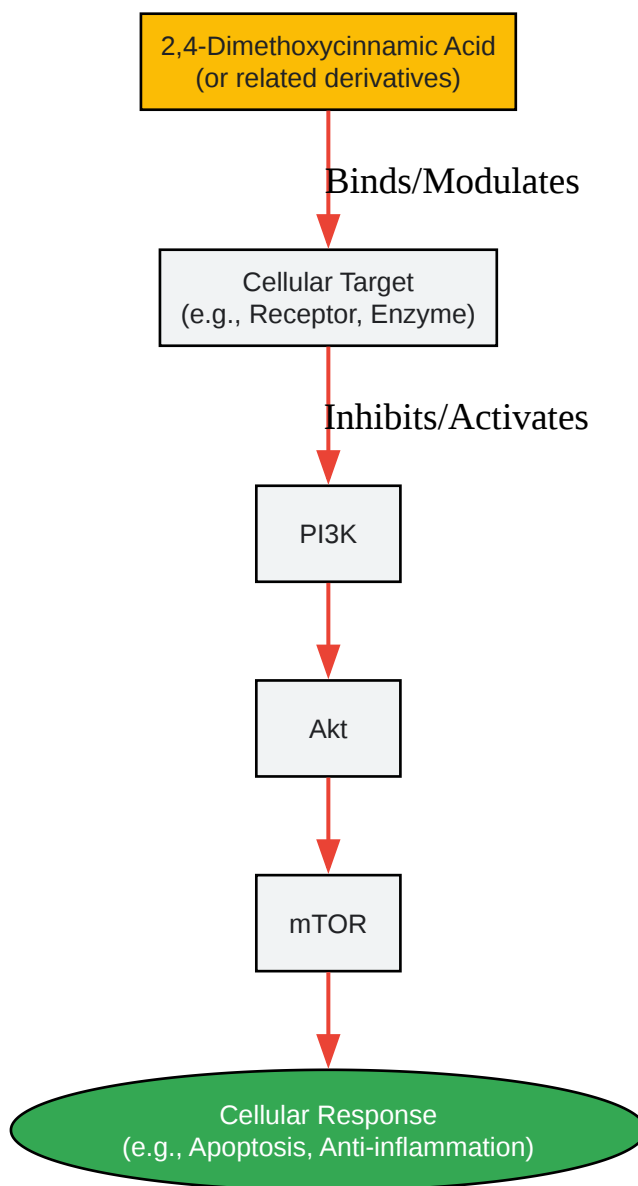 2,4-Dimethoxycinnamic Acid
(or related derivatives)
Binds/Modulates
Cellular Target
(e.g., Receptor, Enzyme)
Inhibits/Activates
PI3K
Akt
mTOR
Cellular Response
(e.g., Apoptosis, Anti-inflammation)